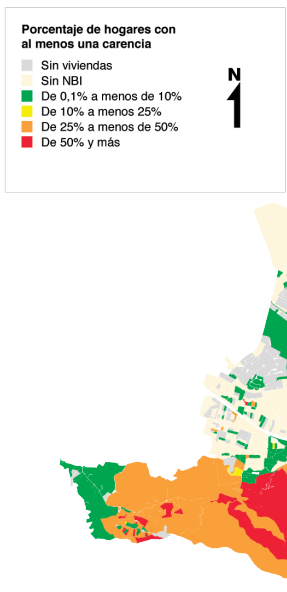 Porcentaje de hogares con
al menos una carencia
Sin viviendas
Sin NBI
De 0,1% a menos de 10%
De 10% a menos 25%
De 25% a menos de 50%
De 50% y más
N